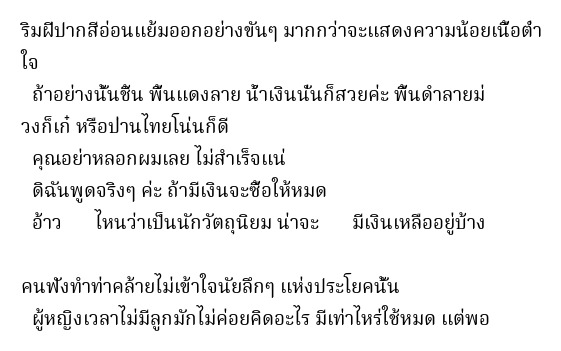 ริมฝีปากสีอ่อนแย้มออกอย่างขันๆ มากกว่าจะแสดงความน้อยเนื้อต่ำ
ใจ
ถ้าอย่างนั้นชิ้น พื้นแดงลาย น้ำเงินนั่นก็สวยค่ะ พื้นดำลายม่
วงก็เก๋ หรือปานไทยโน่นก็ดี
คุณอย่าหลอกผมเลย ไม่สำเร็จแน่
ดิฉันพูดจริงๆ ค่ะ ถ้ามีเงินจะซื้อให้หมด
อ้าว ไหนว่าเป็นนักวัตถุนิยม น่าจะ มีเงินเหลืออยู่บ้าง
คนฟังทำท่าคล้ายไม่เข้าใจนัยลึกๆ แห่งประโยคนั้น
ผู้หญิงเวลาไม่มีลูกมักไม่ค่อยคิดอะไร มีเท่าไหร่ใช้หมด แต่พอ